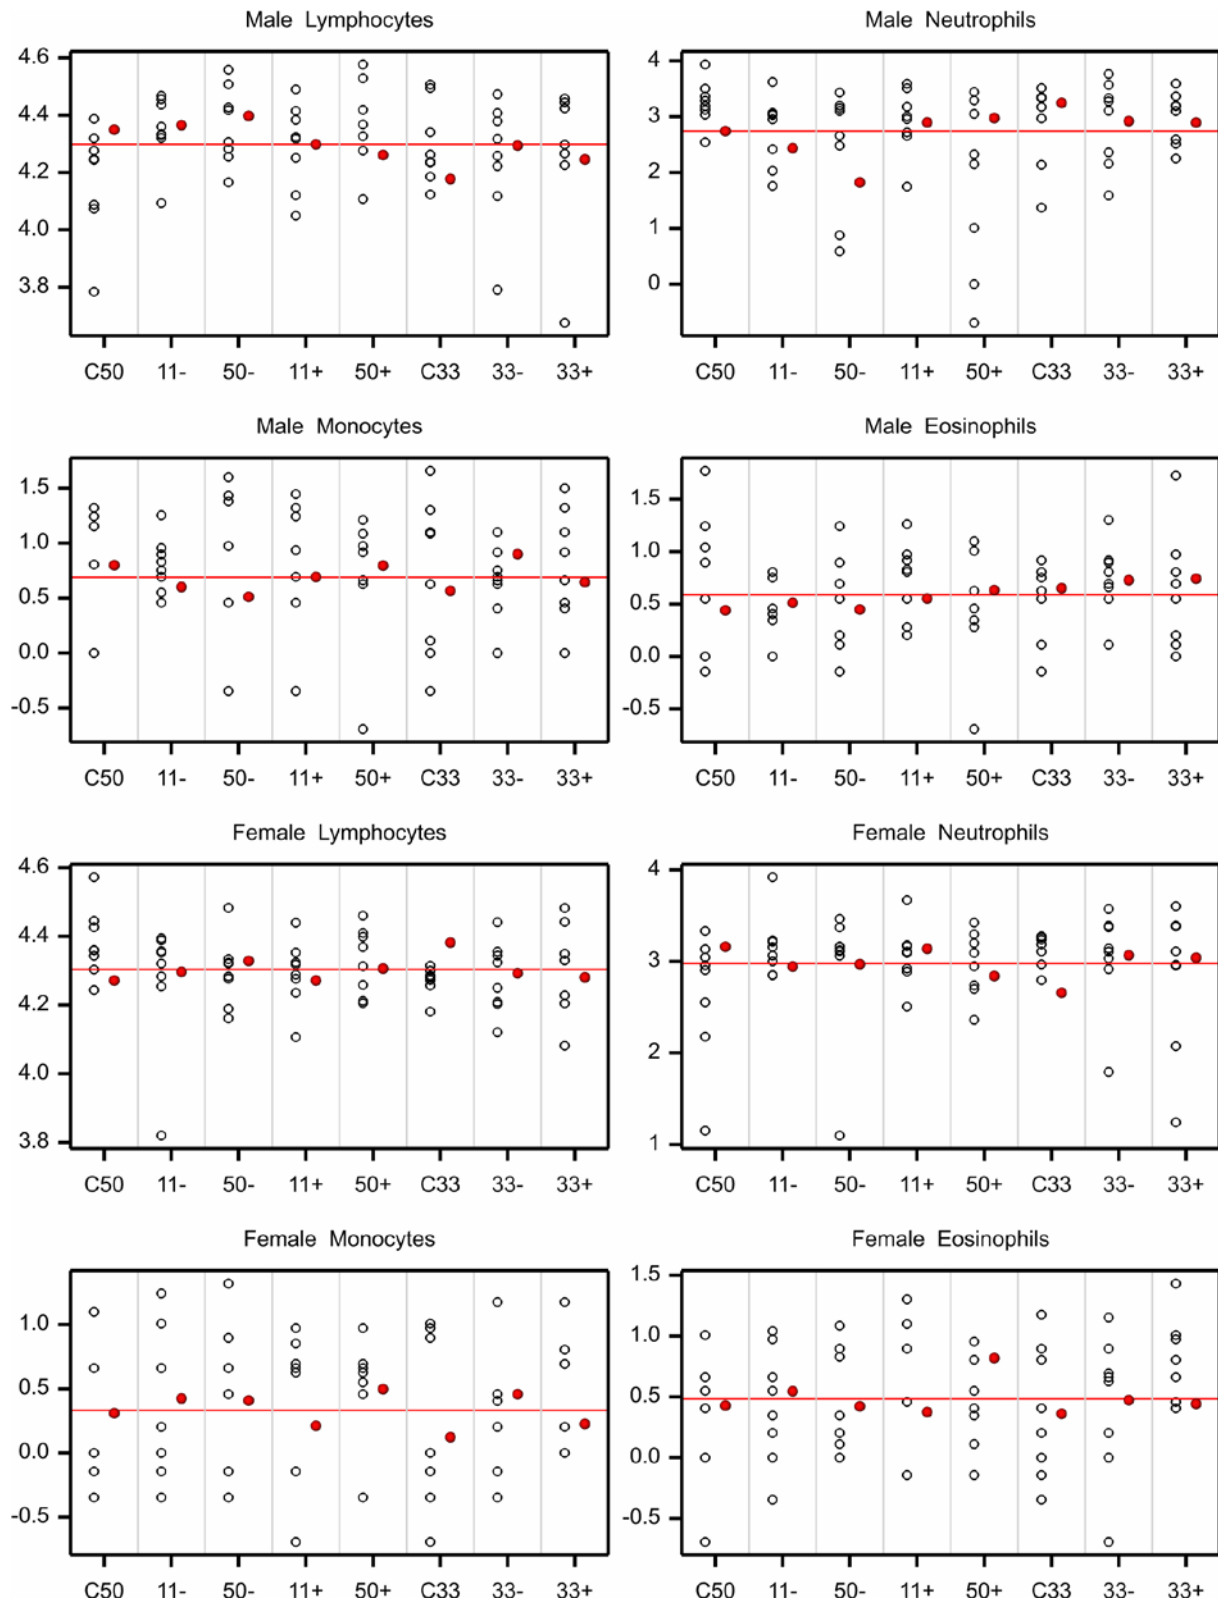 Male Lymphocytes
4.6
4.4
4.2
4.0
3.8
C50 11- 50- 11+ 50+ C33 33- 33+
Male Neutrophils
4
3
2
1
0
C50 11- 50- 11+ 50+ C33 33- 33+
Male Monocytes
1.5
1.0
0.5
0.0
-0.5
C50 11- 50- 11+ 50+ C33 33- 33+
Male Eosinophils
1.5
1.0
0.5
0.0
-0.5
C50 11- 50- 11+ 50+ C33 33- 33+
Female Lymphocytes
4.6
4.4
4.2
4.0
3.8
C50 11- 50- 11+ 50+ C33 33- 33+
Female Neutrophils
4
3
2
1
C50 11- 50- 11+ 50+ C33 33- 33+
Female Monocytes
1.0
0.5
0.0
-0.5
C50 11- 50- 11+ 50+ C33 33- 33+
Female Eosinophils
1.5
1.0
0.5
0.0
-0.5
C50 11- 50- 11+ 50+ C33 33- 33+